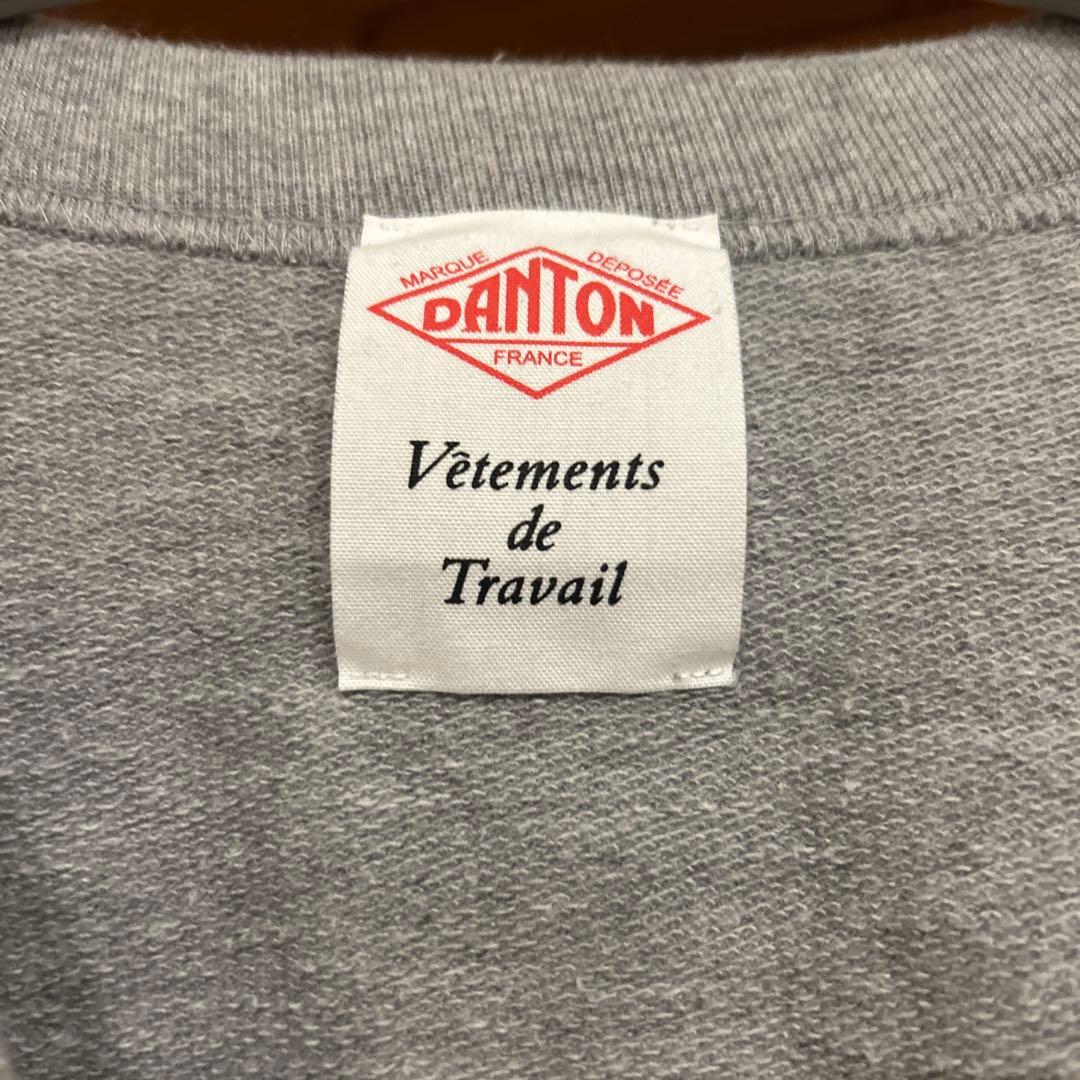 MARQUE DÉPOSÉE
DANTON
FRANCE
Vêtements
de
Travail